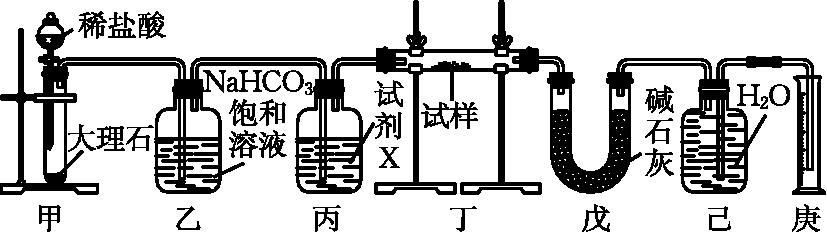 稀盐酸
大理石
NaHCO₃
饱和
溶液
试剂
X
试样
碱石灰
H₂O
甲 乙 丙 丁 戊 己 庚